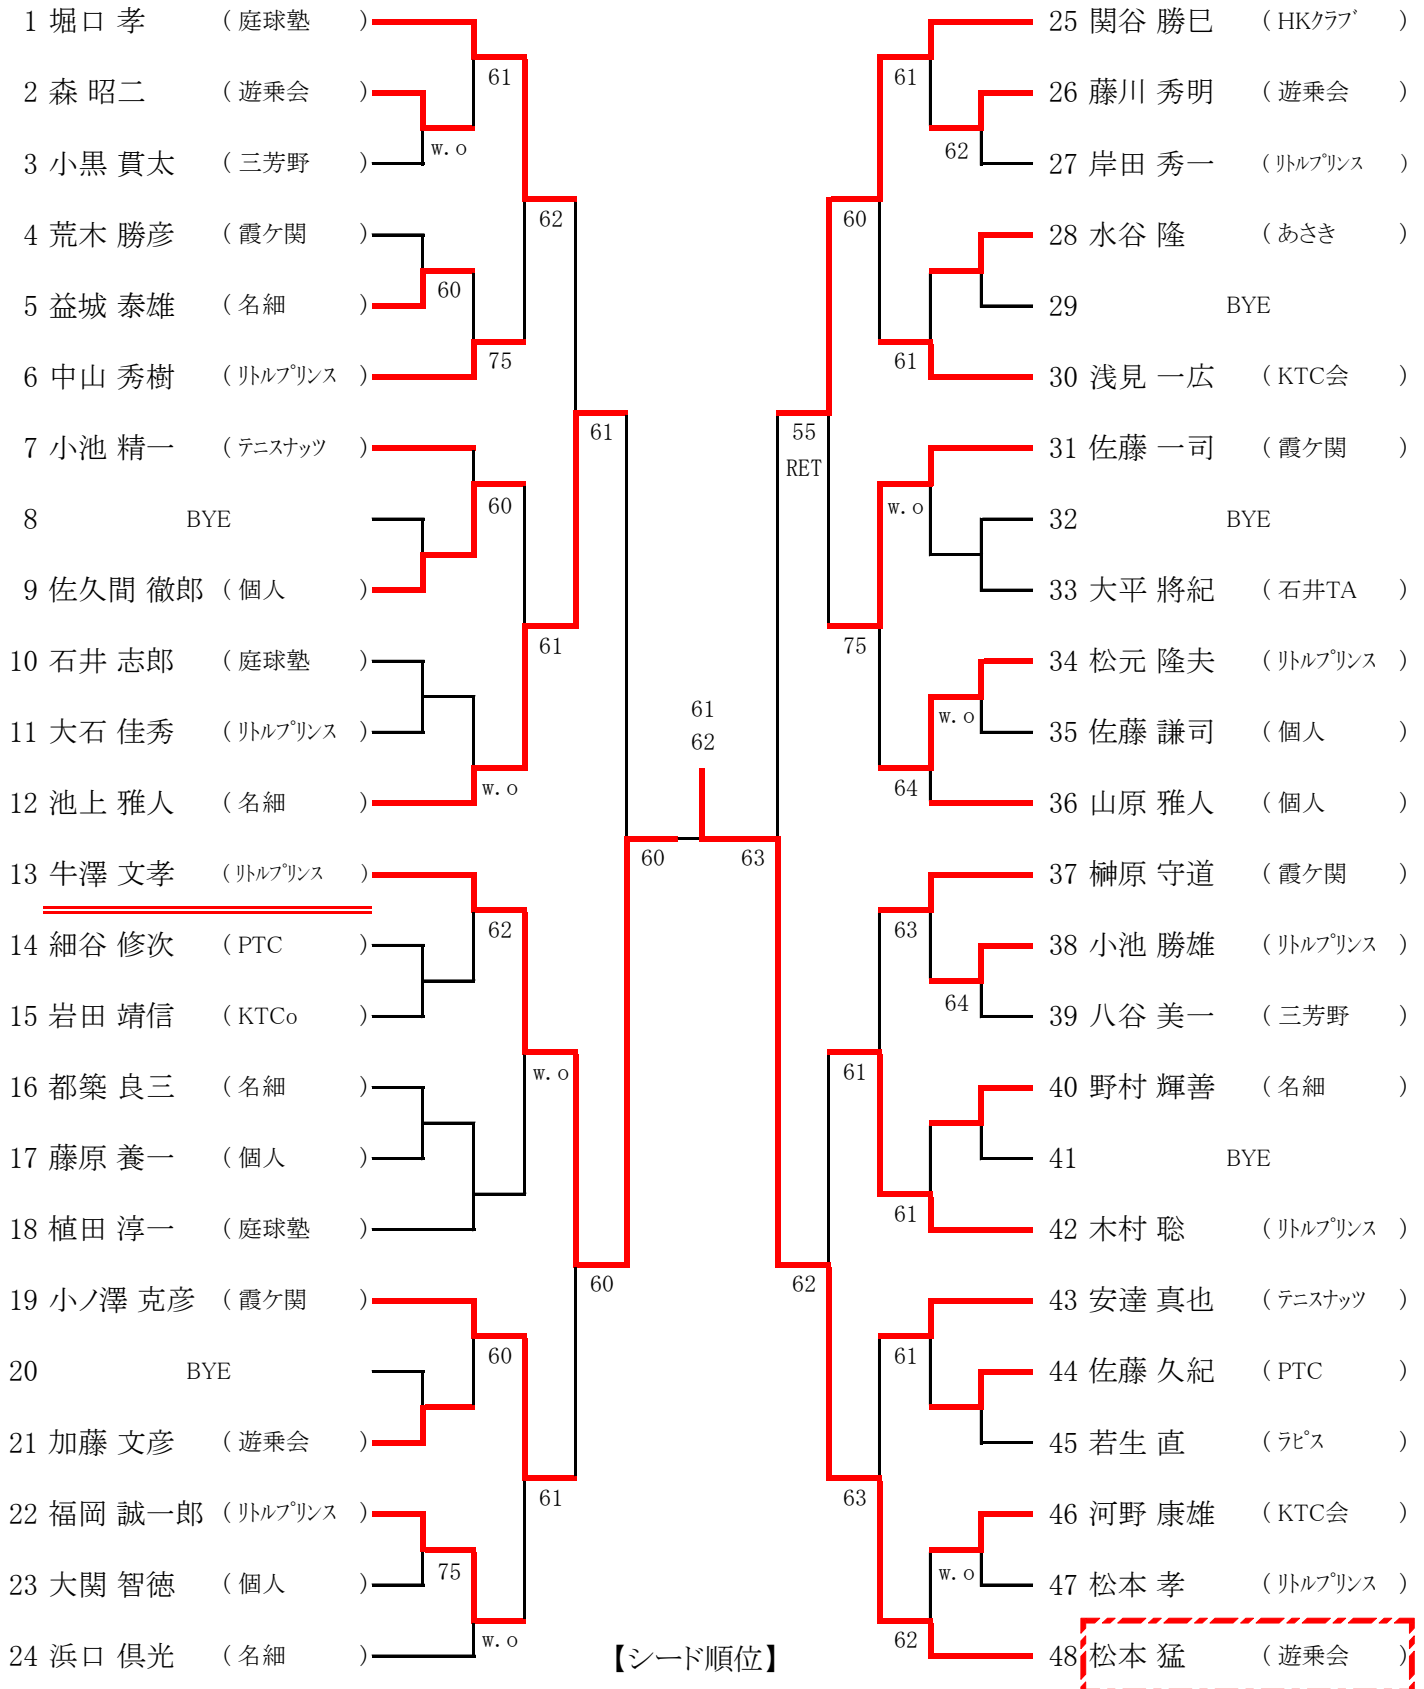 1 堀口 孝 （ 庭球塾 ）
2 森 昭二 （ 遊乗会 ）
3 小黒 貫太 （ 三芳野 ）
4 荒木 勝彦 （ 霞ケ関 ）
5 益城 泰雄 （ 名細 ）
6 中山 秀樹 （ ﾘﾄﾙﾌﾟﾘﾝｽ ）
7 小池 精一 （ ﾃﾆｽﾅｯﾂ ）
8 BYE
9 佐久間 徹郎 （ 個人 ）
10 石井 志郎 （ 庭球塾 ）
11 大石 佳秀 （ ﾘﾄﾙﾌﾟﾘﾝｽ ）
12 池上 雅人 （ 名細 ）
13 牛澤 文孝 （ ﾘﾄﾙﾌﾟﾘﾝｽ ）
14 細谷 修次 （ PTC ）
15 岩田 靖信 （ KTCo ）
16 都築 良三 （ 名細 ）
17 藤原 養一 （ 個人 ）
18 植田 淳一 （ 庭球塾 ）
19 小ノ澤 克彦 （ 霞ケ関 ）
20 BYE
21 加藤 文彦 （ 遊乗会 ）
22 福岡 誠一郎 （ ﾘﾄﾙﾌﾟﾘﾝｽ ）
23 大関 智徳 （ 個人 ）
24 浜口 倶光 （ 名細 ）
w.o
60
75
61
75
60
w.o
62
60
w.o
62
61
w.o
61
61
60
60
61
62
63
【シード順位】
55
RET
60
75
61
63
62
61
61
w.o
64
63
61
61
62
62
w.o
64
w.o
25 関谷 勝巳 （ HKｸﾗﾌﾞ ）
26 藤川 秀明 （ 遊乗会 ）
27 岸田 秀一 （ ﾘﾄﾙﾌﾟﾘﾝｽ ）
28 水谷 隆 （ あさき ）
29 BYE
30 浅見 一広 （ KTC会 ）
31 佐藤 一司 （ 霞ケ関 ）
32 BYE
33 大平 將紀 （ 石井TA ）
34 松元 隆夫 （ ﾘﾄﾙﾌﾟﾘﾝｽ ）
35 佐藤 謙司 （ 個人 ）
36 山原 雅人 （ 個人 ）
37 榊原 守道 （ 霞ケ関 ）
38 小池 勝雄 （ ﾘﾄﾙﾌﾟﾘﾝｽ ）
39 八谷 美一 （ 三芳野 ）
40 野村 輝善 （ 名細 ）
41 BYE
42 木村 聡 （ ﾘﾄﾙﾌﾟﾘﾝｽ ）
43 安達 真也 （ ﾃﾆｽﾅｯﾂ ）
44 佐藤 久紀 （ PTC ）
45 若生 直 （ ﾗﾋﾟｽ ）
46 河野 康雄 （ KTC会 ）
47 松本 孝 （ ﾘﾄﾙﾌﾟﾘﾝｽ ）
48 松本 猛 （ 遊乗会 ）